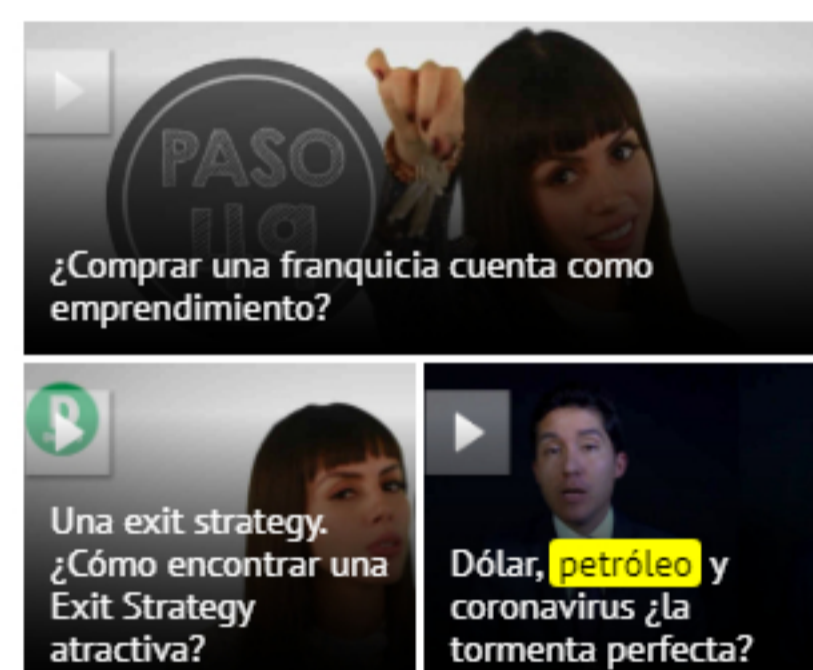 PASO
¿Comprar una franquicia cuenta como
emprendimiento?
Una exit strategy.
¿Cómo encontrar una
Exit Strategy
atractiva?
Dólar, petróleo y
coronavirus ¿la
tormenta perfecta?